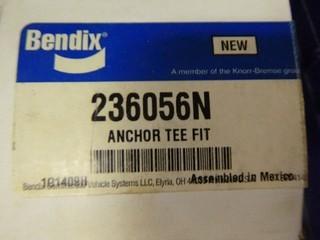 Bendix
NEW
A member of the Knorr-Bremse grou
236056N
ANCHOR TEE FIT
Assembled in Mexico
Vehicle Systems LLC, Elyria, OH